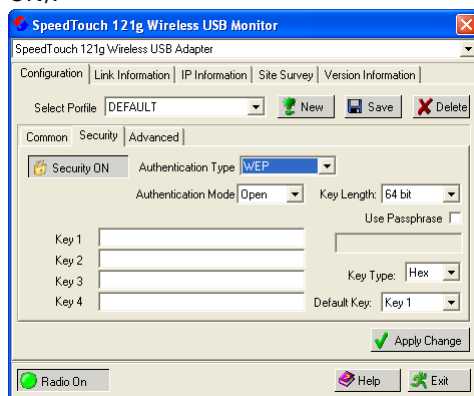 SpeedTouch 121g Wireless USB Monitor
SpeedTouch 121g Wireless USB Adapter
Configuration Link Information IP Information Site Survey Version Information
Select Porfile DEFAULT New Save Delete
Common Security Advanced
Security ON Authentication Type WEP
Authentication Mode Open Key Length: 64 bit
Use Passphrase
Key 1
Key 2
Key 3 Key Type: Hex
Key 4 Default Key: Key 1
Apply Change
Radio On Help Exit